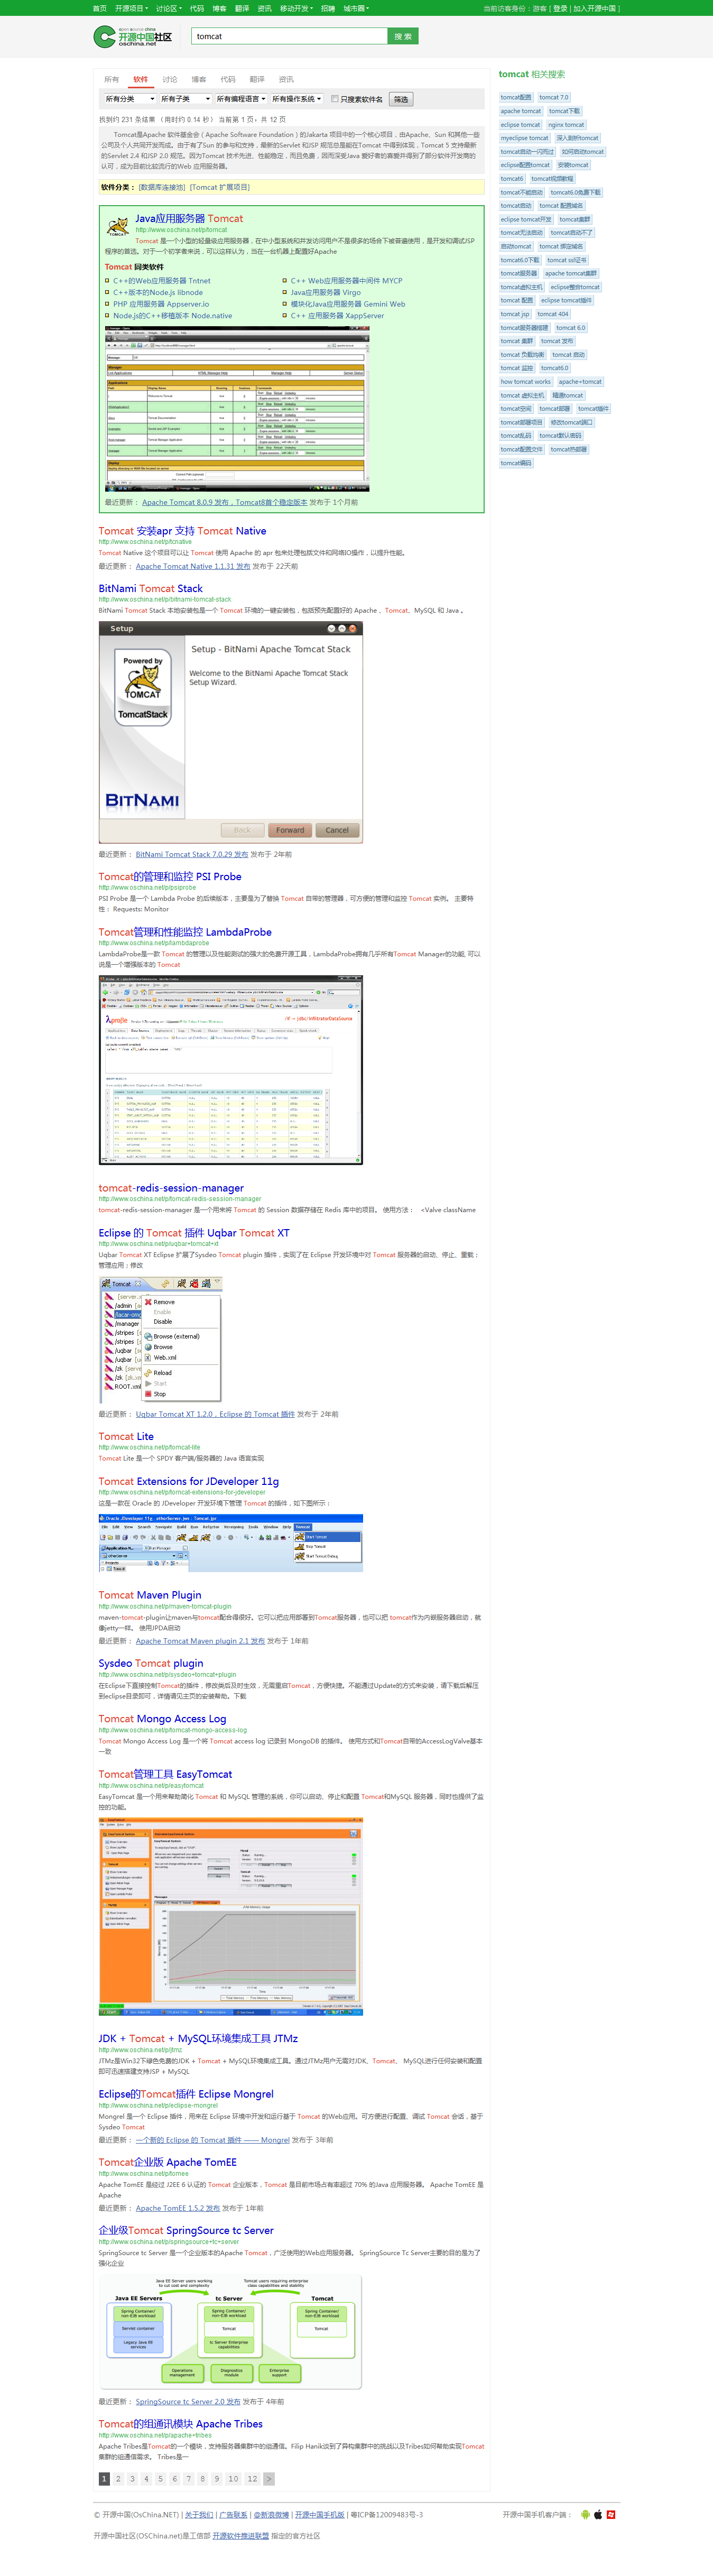 首页 开源项目 讨论区 代码 博客 翻译 资讯 移动开发 招聘 城市圈 当前访客身份：游客 [ 登录 | 加入开源中国 ]
开源中国社区
oschina.net
tomcat 搜 索
所有 软件 讨论 博客 代码 翻译 资讯
所有分类 所有子类 所有编程语言 所有操作系统 只搜索软件名 筛选
找到约 231 条结果（用时约 0.14 秒） 当前第 1 页，共 12 页
Tomcat是Apache 软件基金会（Apache Software Foundation）的Jakarta 项目中的一个核心项目，由Apache、Sun 和其他一些
公司及个人共同开发而成。由于有了Sun 的参与和支持，最新的Servlet 和JSP 规范总是能在Tomcat 中得到体现，Tomcat 5 支持最新
的Servlet 2.4 和JSP 2.0 规范。因为Tomcat 技术先进、性能稳定，而且免费，因而深受Java 爱好者的喜爱并得到了部分软件开发商的
认可，成为目前比较流行的Web 应用服务器。
软件分类： [数据库连接池] [Tomcat 扩展项目]
Java应用服务器 Tomcat
http://www.oschina.net/p/tomcat
Tomcat 是一个小型的轻量级应用服务器，在中小型系统和并发访问用户不是很多的场合下被普遍使用，是开发和调试JSP
程序的首选。对于一个初学者来说，可以这样认为，当在一台机器上配置好Apache
Tomcat 同类软件
C++的Web应用服务器 Tntnet C++ Web应用服务器中间件 MYCP
C++版本的Node.js libnode Java应用服务器 Virgo
PHP 应用服务器 Appserver.io 模块化Java应用服务器 Gemini Web
Node.js的C++移植版本 Node.native C++ 应用服务器 XappServer
最近更新： Apache Tomcat 8.0.9 发布，Tomcat8首个稳定版本 发布于 1个月前
Tomcat 安装apr 支持 Tomcat Native
http://www.oschina.net/p/tcnative
Tomcat Native 这个项目可以让 Tomcat 使用 Apache 的 apr 包来处理包括文件和网络IO操作，以提升性能。
最近更新： Apache Tomcat Native 1.1.31 发布 发布于 22天前
BitNami Tomcat Stack
http://www.oschina.net/p/bitnami-tomcat-stack
BitNami Tomcat Stack 本地安装包是一个 Tomcat 环境的一键安装包，包括预先配置好的 Apache 、Tomcat、MySQL 和 Java 。
Setup
Setup - BitNami Apache Tomcat Stack
Powered by
TOMCAT
TomcatStack
Welcome to the BitNami Apache Tomcat Stack
Setup Wizard.
BITNAMI
Back Forward Cancel
最近更新： BitNami Tomcat Stack 7.0.29 发布 发布于 2年前
Tomcat的管理和监控 PSI Probe
http://www.oschina.net/p/psiprobe
PSI Probe 是一个 Lambda Probe 的后续版本，主要是为了替换 Tomcat 自带的管理器，可方便的管理和监控 Tomcat 实例。 主要特
性： Requests: Monitor
Tomcat管理和性能监控 LambdaProbe
http://www.oschina.net/p/lambdaprobe
LambdaProbe是一款 Tomcat 的管理以及性能测试的强大的免费开源工具，LambdaProbe拥有几乎所有Tomcat Manager的功能, 可以
说是一个增强版本的 Tomcat
tomcat-redis-session-manager
http://www.oschina.net/p/tomcat-redis-session-manager
tomcat-redis-session-manager 是一个用来将 Tomcat 的 Session 数据存储在 Redis 库中的项目。 使用方法： <Valve className
Eclipse 的 Tomcat 插件 Uqbar Tomcat XT
http://www.oschina.net/p/uqbar+tomcat+xt
Uqbar Tomcat XT Eclipse 扩展了Sysdeo Tomcat plugin 插件，实现了在 Eclipse 开发环境中对 Tomcat 服务器的启动、停止、重载；
管理应用；修改
Tomcat
Remove
Enable
Disable
Browse (external)
Browse
Web.xml
Reload
Start
Stop
最近更新： Uqbar Tomcat XT 1.2.0，Eclipse 的 Tomcat 插件 发布于 2年前
Tomcat Lite
http://www.oschina.net/p/tomcat-lite
Tomcat Lite 是一个 SPDY 客户端/服务器的 Java 语言实现
Tomcat Extensions for JDeveloper 11g
http://www.oschina.net/p/tomcat-extensions-for-jdeveloper
这是一款在 Oracle 的 JDeveloper 开发环境下管理 Tomcat 的插件，如下图所示：
Tomcat Maven Plugin
http://www.oschina.net/p/maven-tomcat-plugin
maven-tomcat-plugin让maven与tomcat配合得很好。它可以把应用部署到Tomcat服务器，也可以把 tomcat作为内嵌服务器启动，就
像jetty一样。 使用JPDA启动
最近更新： Apache Tomcat Maven plugin 2.1 发布 发布于 1年前
Sysdeo Tomcat plugin
http://www.oschina.net/p/sysdeo+tomcat+plugin
在Eclipse下直接控制Tomcat的插件，修改类后及时生效，无需重启Tomcat，方便快捷。不能通过Update的方式来安装，请下载后解压
到eclipse目录即可，详情请见主页的安装帮助。下载
Tomcat Mongo Access Log
http://www.oschina.net/p/tomcat-mongo-access-log
Tomcat Mongo Access Log 是一个将 Tomcat access log 记录到 MongoDB 的插件。 使用方式和Tomcat自带的AccessLogValve基本
一致
Tomcat管理工具 EasyTomcat
http://www.oschina.net/p/easytomcat
EasyTomcat 是一个用来帮助简化 Tomcat 和 MySQL 管理的系统，你可以启动、停止和配置 Tomcat和MySQL 服务器，同时也提供了监
控的功能。
JDK + Tomcat + MySQL环境集成工具 JTMz
http://www.oschina.net/p/jtmz
JTMz是Win32下绿色免费的JDK + Tomcat + MySQL环境集成工具。通过JTMz用户无需对JDK、Tomcat、 MySQL进行任何安装和配置
即可迅速搭建支持JSP + MySQL
Eclipse的Tomcat插件 Eclipse Mongrel
http://www.oschina.net/p/eclipse-mongrel
Mongrel 是一个 Eclipse 插件，用来在 Eclipse 环境中开发和运行基于 Tomcat 的Web应用。可方便进行配置、调试 Tomcat 会话，基于
Sysdeo Tomcat
最近更新： 一个新的 Eclipse 的 Tomcat 插件 —— Mongrel 发布于 3年前
Tomcat企业版 Apache TomEE
http://www.oschina.net/p/tomee
Apache TomEE 是经过 J2EE 6 认证的 Tomcat 企业版本，Tomcat 是目前市场占有率超过 70% 的Java 应用服务器。 Apache TomEE 是
Apache
最近更新： Apache TomEE 1.5.2 发布 发布于 1年前
企业级Tomcat SpringSource tc Server
http://www.oschina.net/p/springsource+tc+server
SpringSource tc Server 是一个企业版本的Apache Tomcat，广泛使用的Web应用服务器。 SpringSource Tc Server主要的目的是为了
强化企业
Java EE Server users working to cut cost and complexity
Tomcat users requiring enterprise class capabilities and stability
Java EE Servers tc Server Tomcat
最近更新： SpringSource tc Server 2.0 发布 发布于 4年前
Tomcat的组通讯模块 Apache Tribes
http://www.oschina.net/p/apache+tribes
Apache Tribes是Tomcat的一个模块，支持服务器集群中的组通信。Filip Hanik谈到了异构集群中的挑战以及Tribes如何帮助实现Tomcat
集群的组通信需求。 Tribes是一
1 2 3 4 5 6 7 8 9 10 12 >
tomcat 相关搜索
tomcat配置 tomcat 7.0
apache tomcat tomcat下载
eclipse tomcat nginx tomcat
myeclipse tomcat 深入剖析tomcat
tomcat启动一闪而过 如何启动tomcat
eclipse配置tomcat 安装tomcat
tomcat6 tomcat视频教程
tomcat不能启动 tomcat6.0免费下载
tomcat启动 tomcat 配置域名
eclipse tomcat开发 tomcat集群
tomcat无法启动 tomcat启动不了
启动tomcat tomcat 绑定域名
tomcat6.0下载 tomcat ssl证书
tomcat服务器 apache tomcat集群
tomcat虚拟主机 eclipse整合tomcat
tomcat 配置 eclipse tomcat插件
tomcat jsp tomcat 404
tomcat服务器搭建 tomcat 6.0
tomcat 集群 tomcat 发布
tomcat 负载均衡 tomcat 启动
tomcat 监控 tomcat6.0
how tomcat works apache+tomcat
tomcat 虚拟主机 精通tomcat
tomcat空间 tomcat部署 tomcat插件
tomcat部署项目 修改tomcat端口
tomcat乱码 tomcat默认密码
tomcat配置文件 tomcat热部署
tomcat编码
© 开源中国(OsChina.NET) | 关于我们 | 广告联系 | @新浪微博 | 开源中国手机版 | 粤ICP备12009483号-3 开源中国手机客户端：
开源中国社区(OSChina.net)是工信部 开源软件推进联盟 指定的官方社区